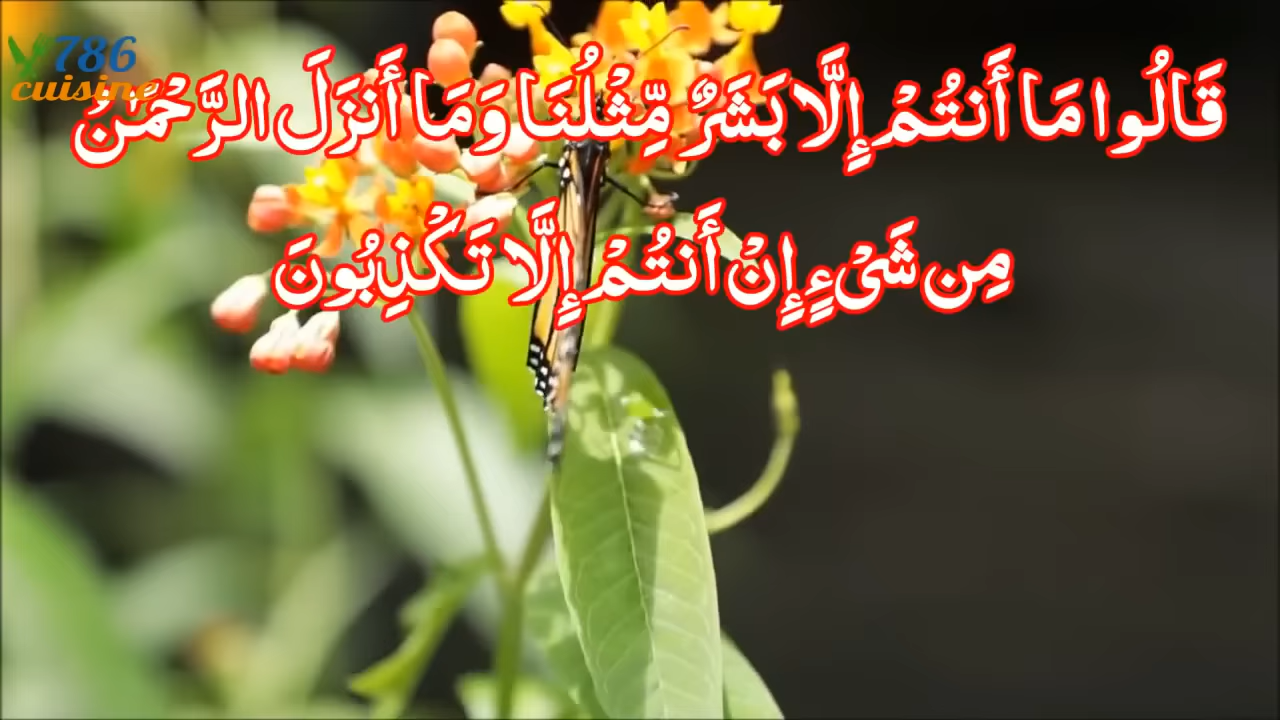 786
cuisine
قَالُوا مَا أَنتُمْ إِلَّا بَشَرٌ مِّثْلُنَا وَمَا أَنزَلَ الرَّحْمَٰنُ
مِن شَيْءٍ إِنْ أَنتُمْ إِلَّا تَكْذِبُونَ